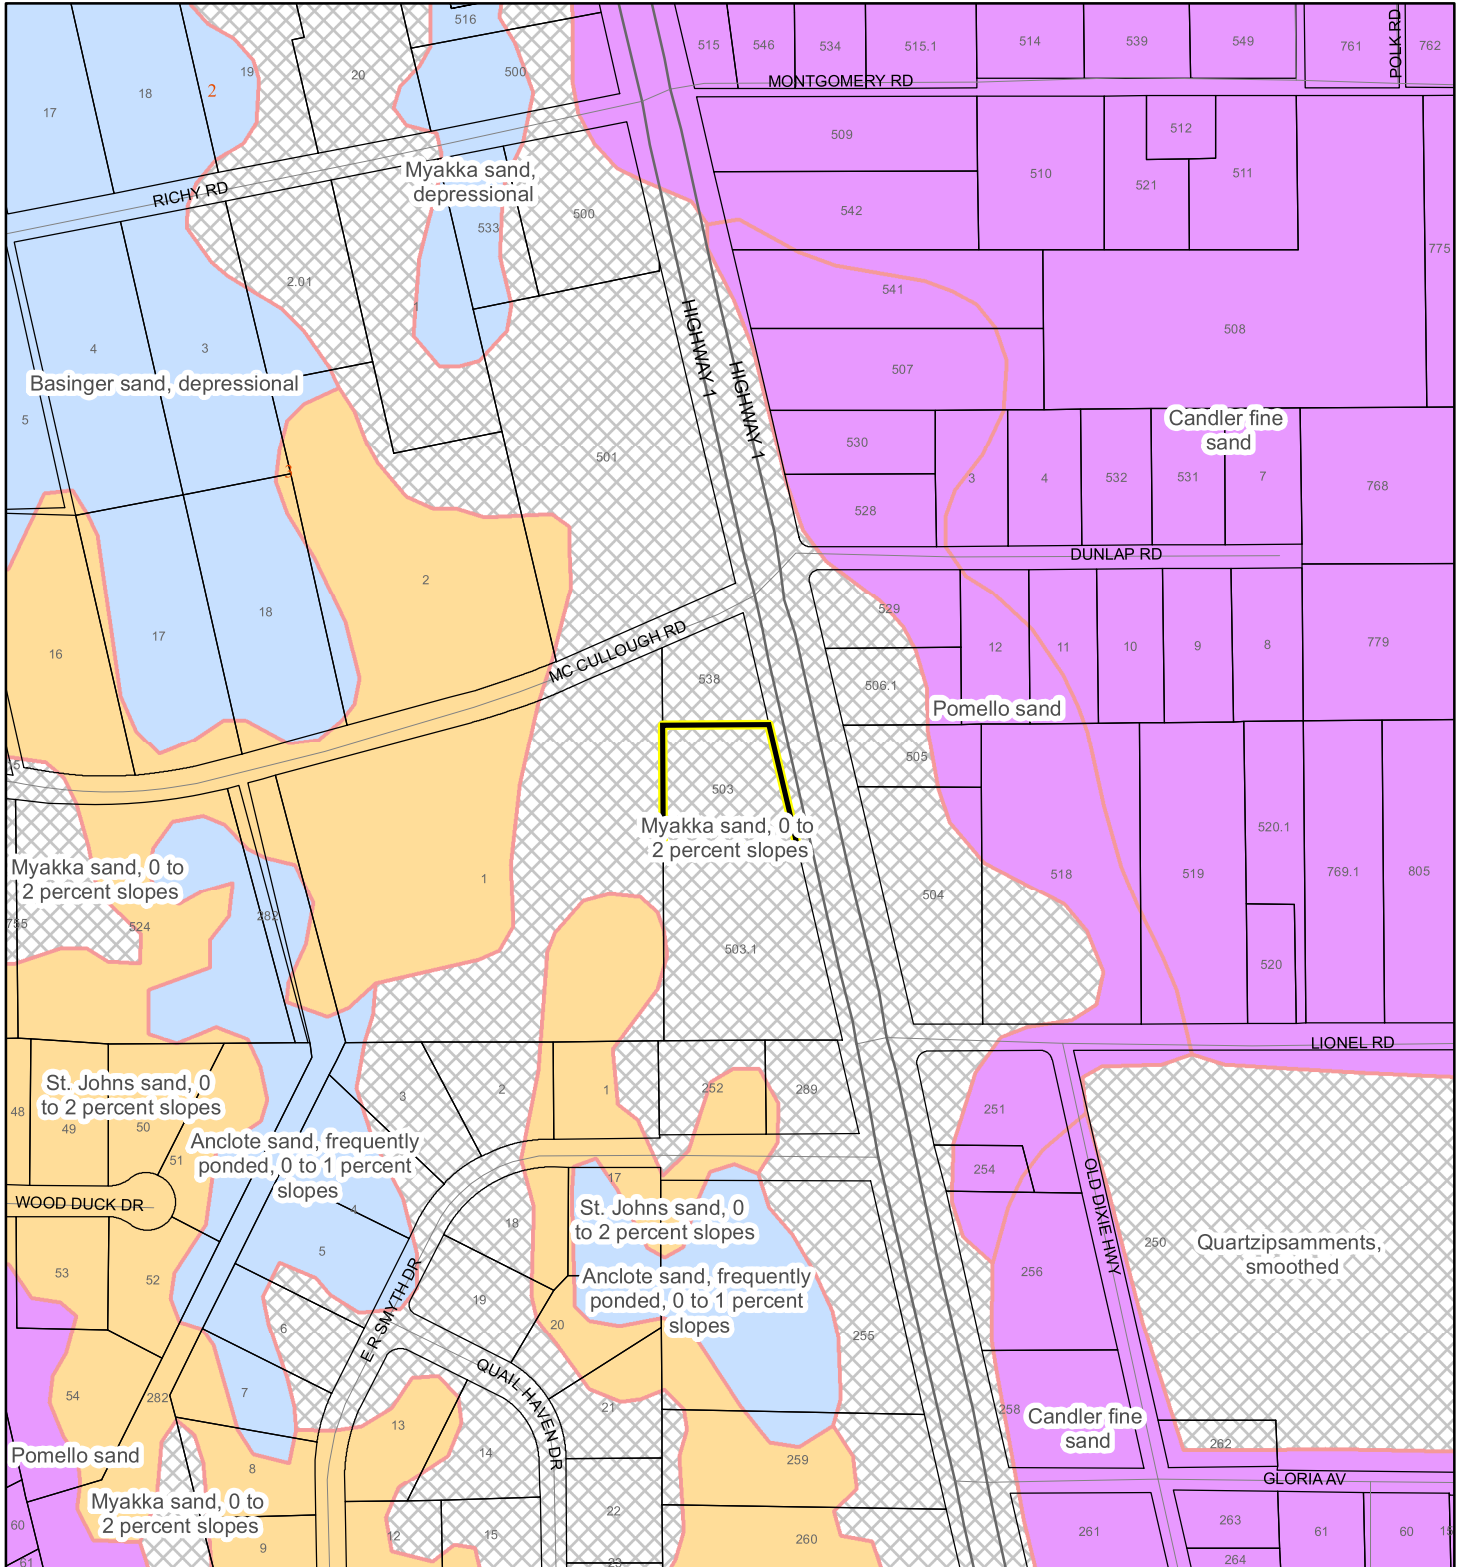 516
515
546
534
515.1
514
539
549
761
POLK RD
762
19
20
500
MONTGOMERY RD
17
18
2
509
512
510
521
511
Myakka sand,
depressional
RICHY RD
542
500
533
775
2.01
1
541
HIGHWAY 1
HIGHWAY 1
508
4
3
507
Basinger sand, depressional
5
Candler fine
sand
530
501
3
3
4
532
531
7
768
528
DUNLAP RD
2
529
18
17
16
MC CULLOUGH RD
12
11
10
9
8
779
538
506.1
Pomello sand
505
5
503
Myakka sand, 0 to
2 percent slopes
520.1
Myakka sand, 0 to
2 percent slopes
1
518
519
769.1
805
504
755
524
282
503.1
520
LIONEL RD
St. Johns sand, 0
to 2 percent slopes
3
2
1
252
289
48
49
50
251
Anclote sand, frequently
ponded, 0 to 1 percent
slopes
51
254
OLD DIXIE HWY
WOOD DUCK DR
4
17
St. Johns sand, 0
to 2 percent slopes
18
5
250
Quartzipsamments,
smoothed
53
52
256
Anclote sand, frequently
ponded, 0 to 1 percent
slopes
19
E R SMYTH DR
6
20
255
QUAIL HAVEN DR
54
282
7
21
258
Candler fine
sand
13
262
Pomello sand
14
259
8
GLORIA AV
Myakka sand, 0 to
2 percent slopes
22
60
12
15
260
261
263
61
60
15
9
264
61
23